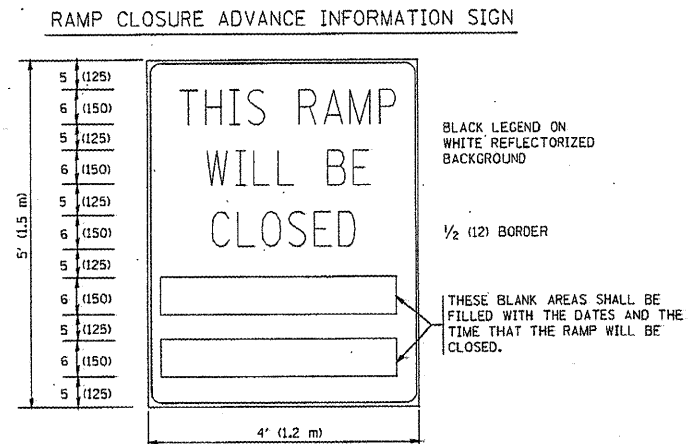 RAMP CLOSURE ADVANCE INFORMATION SIGN
5 (125)
6 (150)
5 (125)
6 (150)
5 (125)
6 (150)
5 (125)
6 (150)
5 (125)
6 (150)
5 (125)
5' (1.5 m)
THIS RAMP
WILL BE
CLOSED
4' (1.2 m)
BLACK LEGEND ON
WHITE REFLECTORIZED
BACKGROUND
1/2 (12) BORDER
THESE BLANK AREAS SHALL BE
FILLED WITH THE DATES AND THE
TIME THAT THE RAMP WILL BE
CLOSED.